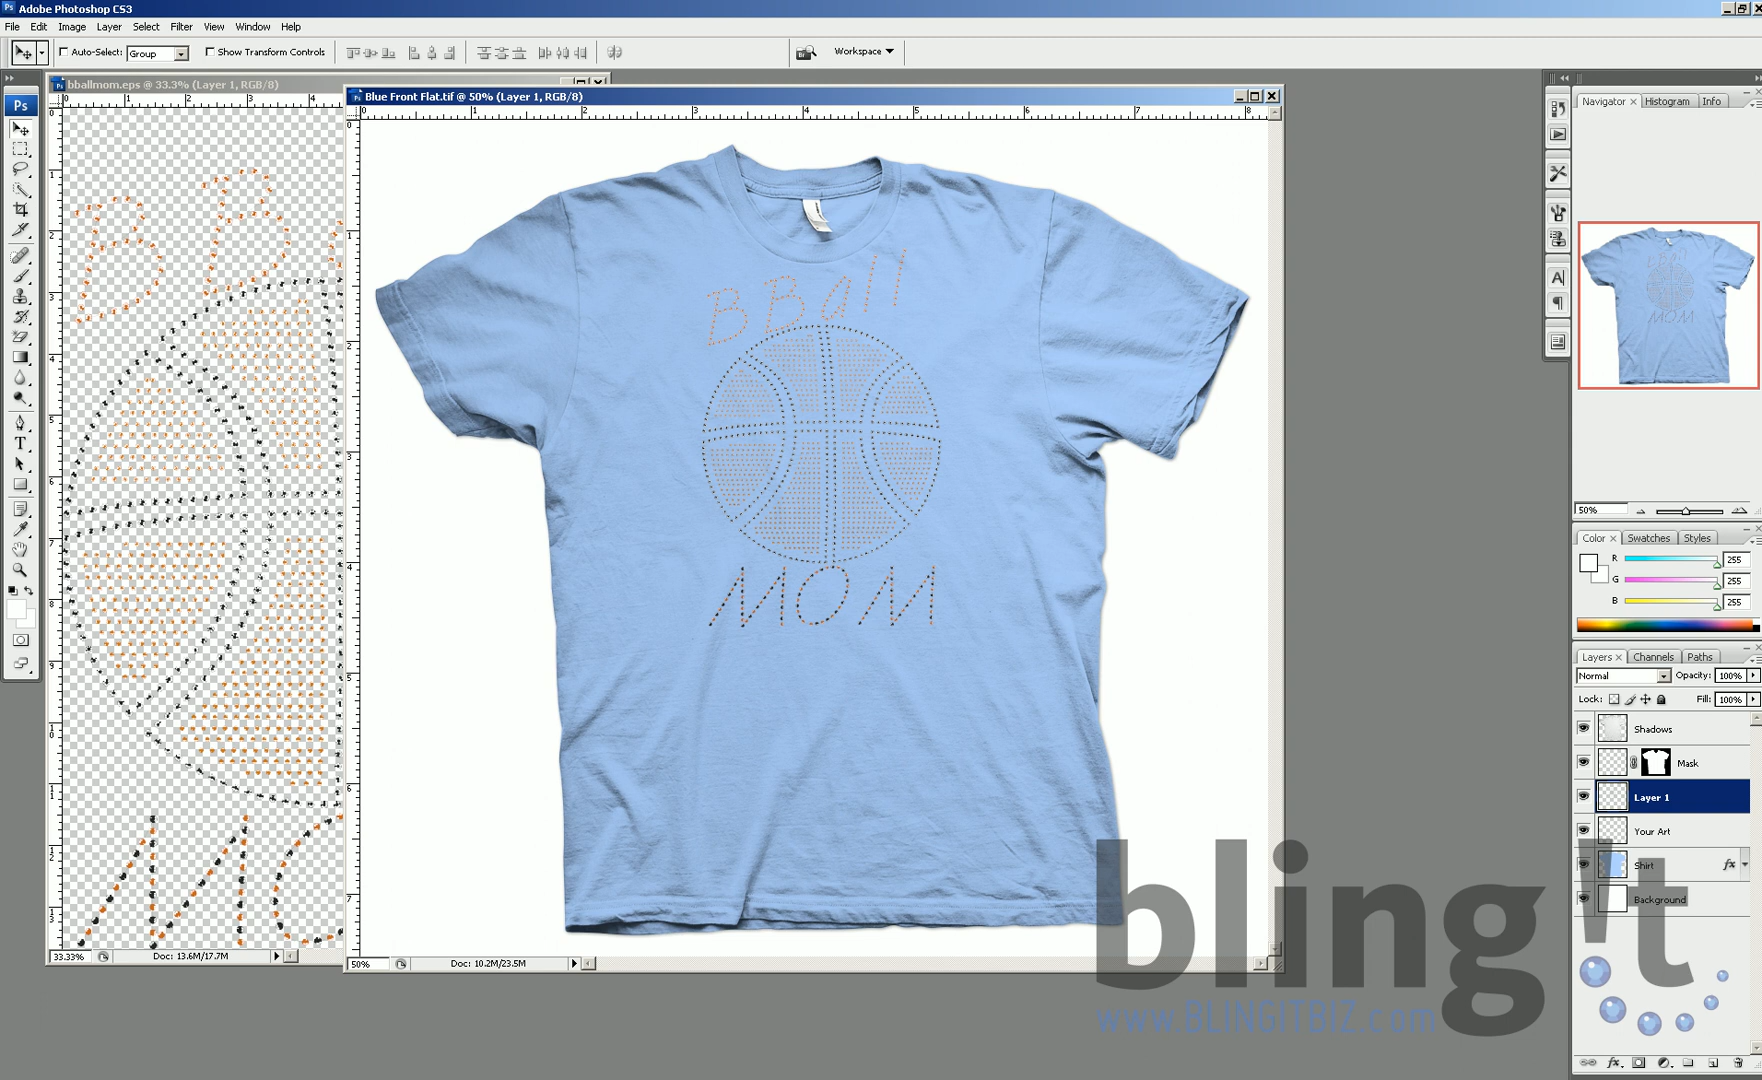 Adobe Photoshop CS3
File Edit Image Layer Select Filter View Window Help
Auto-Select: Group Show Transform Controls Workspace
bballmom.eps @ 33.3% (Layer 1, RGB/8)
Blue Front Flat.tif @ 50% (Layer 1, RGB/8)
Ps
BBall
MOM
Navigator Histogram Info
50%
Color Swatches Styles
R 255
G 255
B 255
Layers Channels Paths
Normal Opacity: 100%
Lock: Fill: 100%
Shadows
Mask
Layer 1
Your Art
Shirt fx
Background
33.33% Doc: 13.6M/17.7M
50% Doc: 10.2M/23.5M
bling!t
www.BLINGITBIZ.com